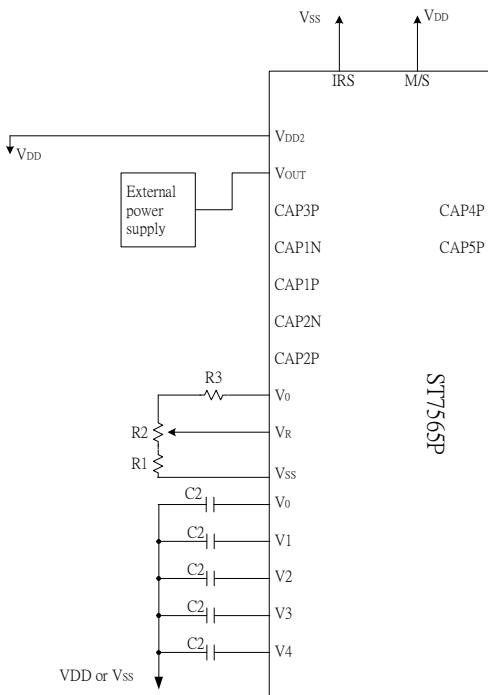 VSS
VDD
IRS
M/S
VDD2
VDD
VOUT
External
power
supply
CAP3P
CAP4P
CAP1N
CAP5P
CAP1P
CAP2N
CAP2P
ST7565P
R3
V0
R2
VR
R1
VSS
C2
V0
C2
V1
C2
V2
C2
V3
C2
V4
VDD or VSS